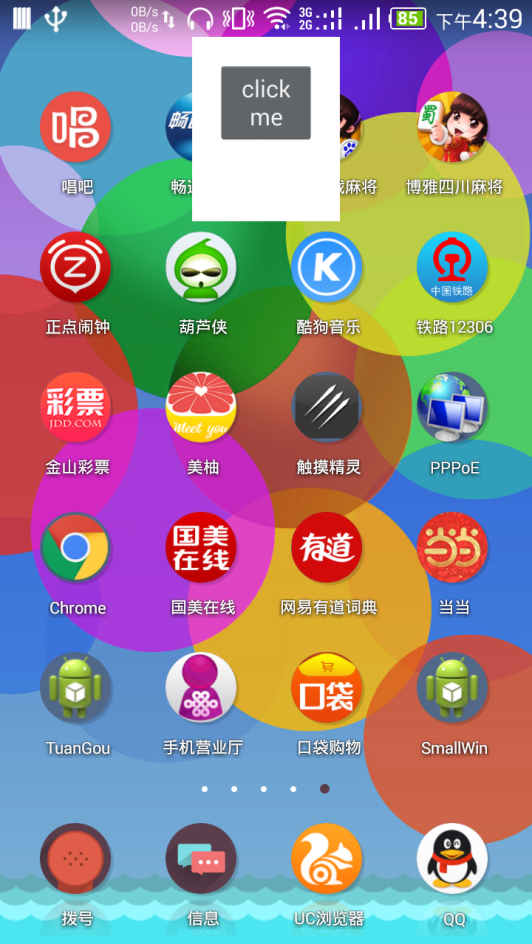 0B/s
0B/s
3G
2G
85
下午4:39
click
me
唱
畅
蜀
唱吧
麻将
博雅四川麻将
Z
K
中国铁路
正点闹钟
葫芦侠
酷狗音乐
铁路12306
彩票
JDD.COM
Meet you
金山彩票
美柚
触摸精灵
PPPoE
国美
在线
有道
当当
Chrome
国美在线
网易有道词典
当当
口袋
TuanGou
手机营业厅
口袋购物
SmallWin
拨号
信息
UC浏览器
QQ